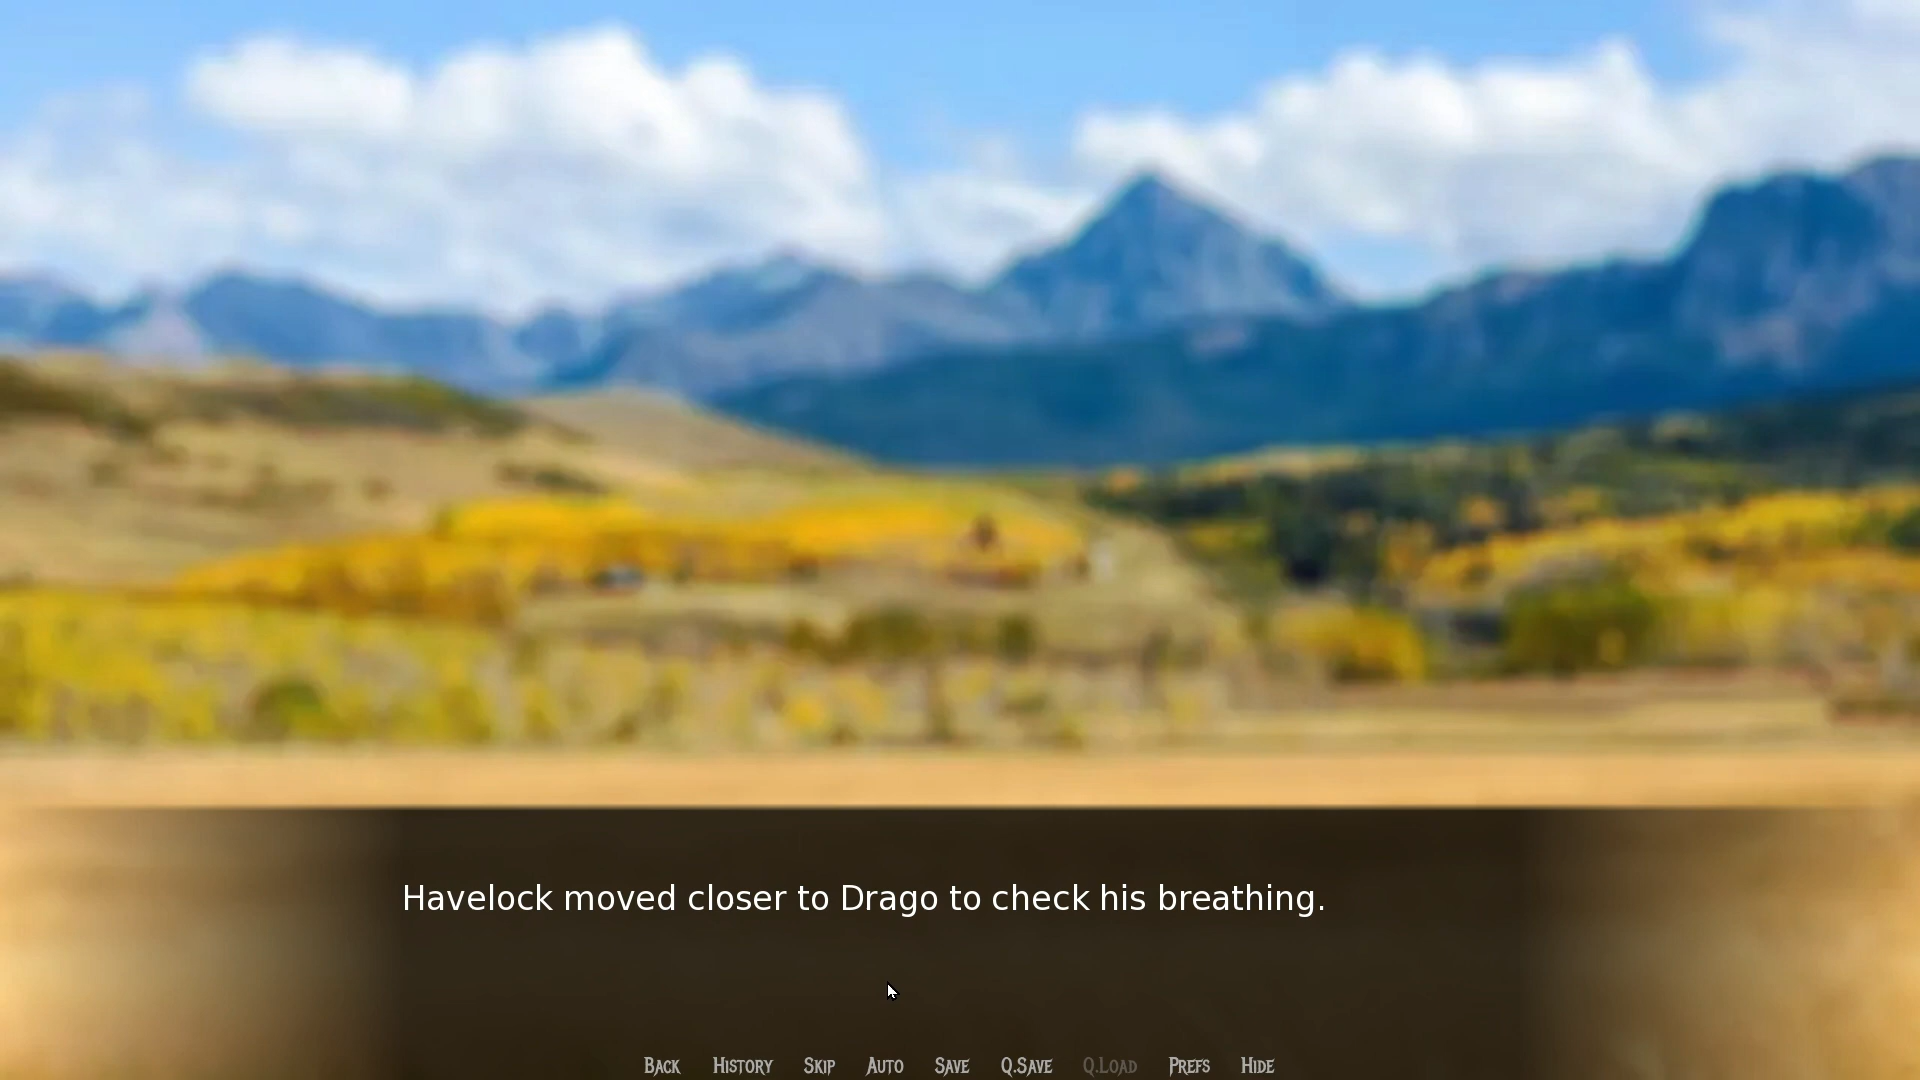 Havelock moved closer to Drago to check his breathing.
Back History Skip Auto Save Q.Save Q.Load Prefs Hide